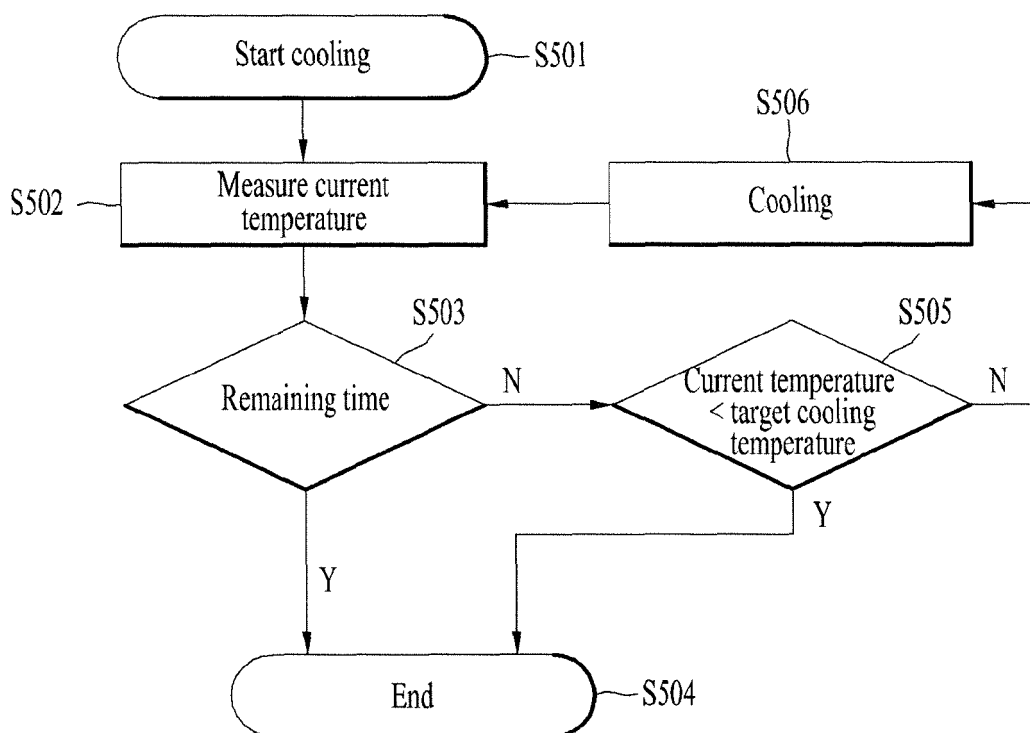 Start cooling
S501
S506
S502
Measure current
temperature
Cooling
S503
S505
Remaining time
N
Current temperature
< target cooling
temperature
N
Y
Y
End
S504